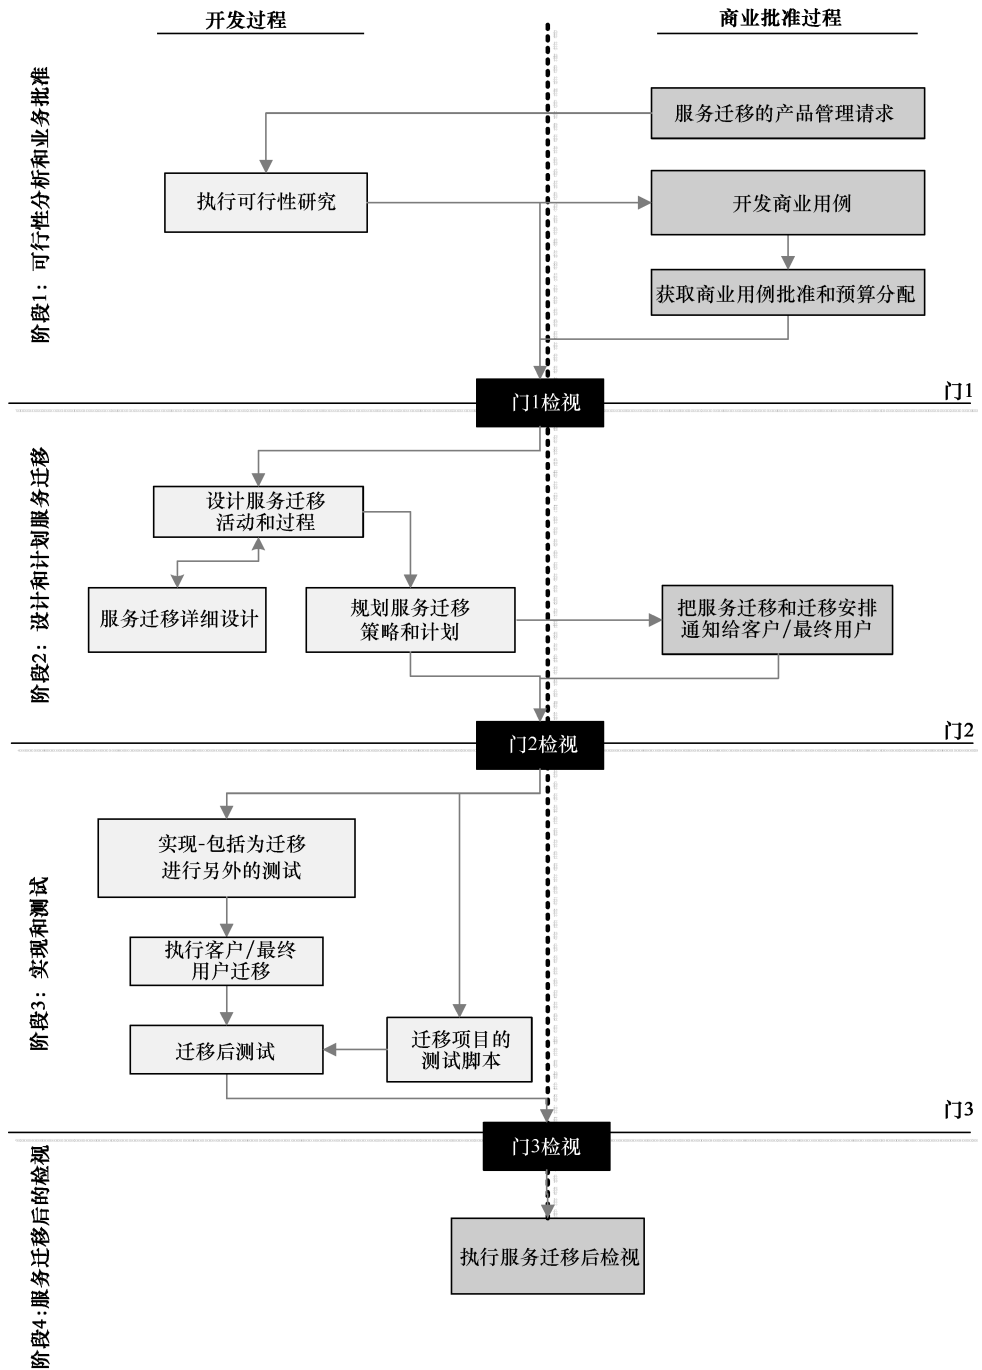 开发过程
商业批准过程
阶段1：可行性分析和业务批准
服务迁移的产品管理请求
执行可行性研究
开发商业用例
获取商业用例批准和预算分配
门1检视
门1
阶段2：设计和计划服务迁移
设计服务迁移
活动和过程
服务迁移详细设计
规划服务迁移
策略和计划
把服务迁移和迁移安排
通知给客户/最终用户
门2检视
门2
阶段3：实现和测试
实现-包括为迁移
进行另外的测试
执行客户/最终
用户迁移
迁移后测试
迁移项目的
测试脚本
门3
门3检视
阶段4:服务迁移后的检视
执行服务迁移后检视